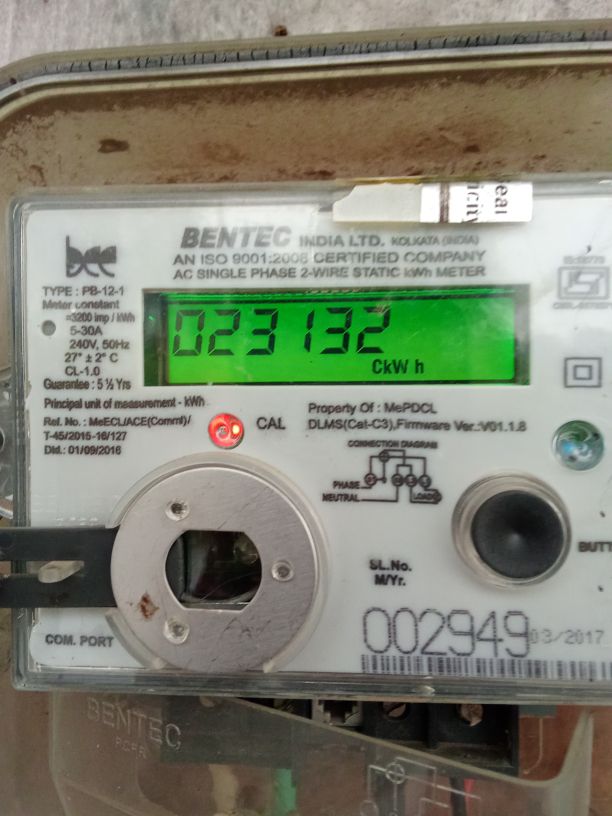 ear
icity
bee
BENTEC INDIA LTD. KOLKATA (INDIA)
AN ISO 9001:2008 CERTIFIED COMPANY
AC SINGLE PHASE 2-WIRE STATIC kWh METER
TYPE : PB-12-1
Meter constant
=3200 imp / kWh
5-30A
240V, 50Hz
27° ± 2° C
CL-1.0
Guarantee : 5 ½ Yrs
023132
CkW h
Principal unit of measurement - kWh
Ref. No.: MeECL/ACE(Comml)/
T-45/2015-16/127
Dtd.: 01/09/2016
CAL
Property Of : MePDCL
DLMS(Cat-C3),Firmware Ver.:V01.1.8
CONNECTION DIAGRAM
PHASE
NEUTRAL
LOAD
BUTT
SL.No.
M/Yr.
002949 03/2017
COM. PORT
BENTEC